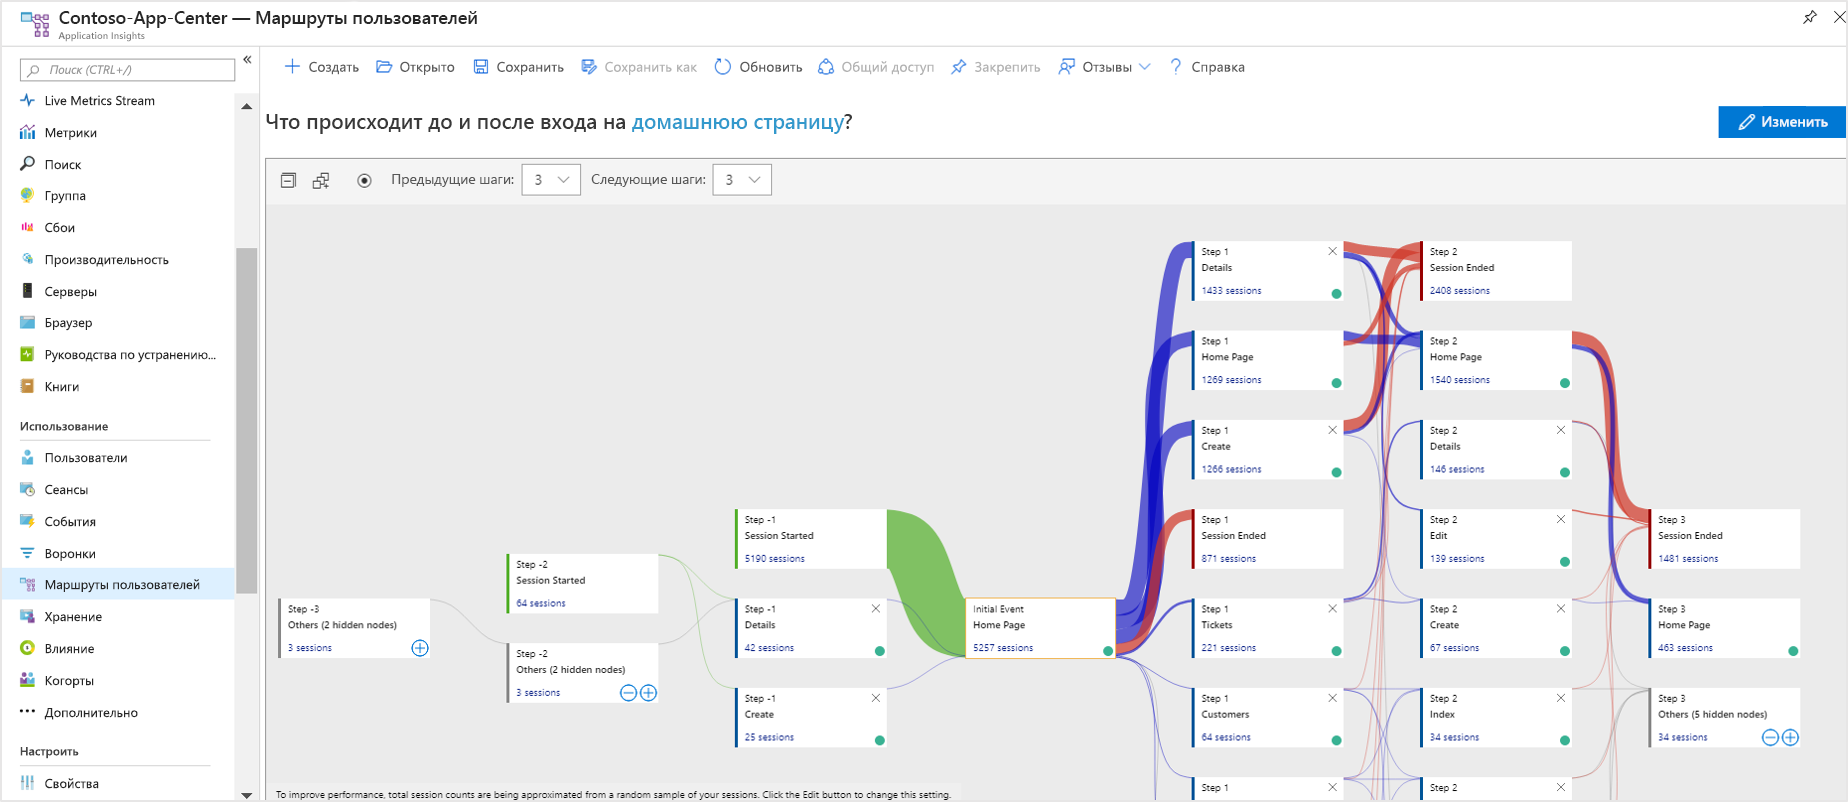 Contoso-App-Center — Маршруты пользователей
Application Insights
Поиск (CTRL+/)
Live Metrics Stream
Метрики
Поиск
Группа
Сбои
Производительность
Серверы
Браузер
Руководства по устранению...
Книги
Использование
Пользователи
Сеансы
События
Воронки
Маршруты пользователей
Хранение
Влияние
Когорты
Дополнительно
Настроить
Свойства
Создать
Открыто
Сохранить
Сохранить как
Обновить
Общий доступ
Закрепить
Отзывы
Справка
Что происходит до и после входа на домашнюю страницу?
Изменить
Предыдущие шаги: 3
Следующие шаги: 3
Step -3
Others (2 hidden nodes)
3 sessions
Step -2
Session Started
64 sessions
Step -2
Others (2 hidden nodes)
3 sessions
Step -1
Session Started
5190 sessions
Step -1
Details
42 sessions
Step -1
Create
25 sessions
Initial Event
Home Page
5257 sessions
Step 1
Details
1433 sessions
Step 1
Home Page
1269 sessions
Step 1
Create
1266 sessions
Step 1
Session Ended
871 sessions
Step 1
Tickets
221 sessions
Step 1
Customers
64 sessions
Step 1
Step 2
Session Ended
2408 sessions
Step 2
Home Page
1540 sessions
Step 2
Details
146 sessions
Step 2
Edit
139 sessions
Step 2
Create
67 sessions
Step 2
Index
34 sessions
Step 2
Step 3
Session Ended
1481 sessions
Step 3
Home Page
463 sessions
Step 3
Others (5 hidden nodes)
34 sessions
To improve performance, total session counts are being approximated from a random sample of your sessions. Click the Edit button to change this setting.